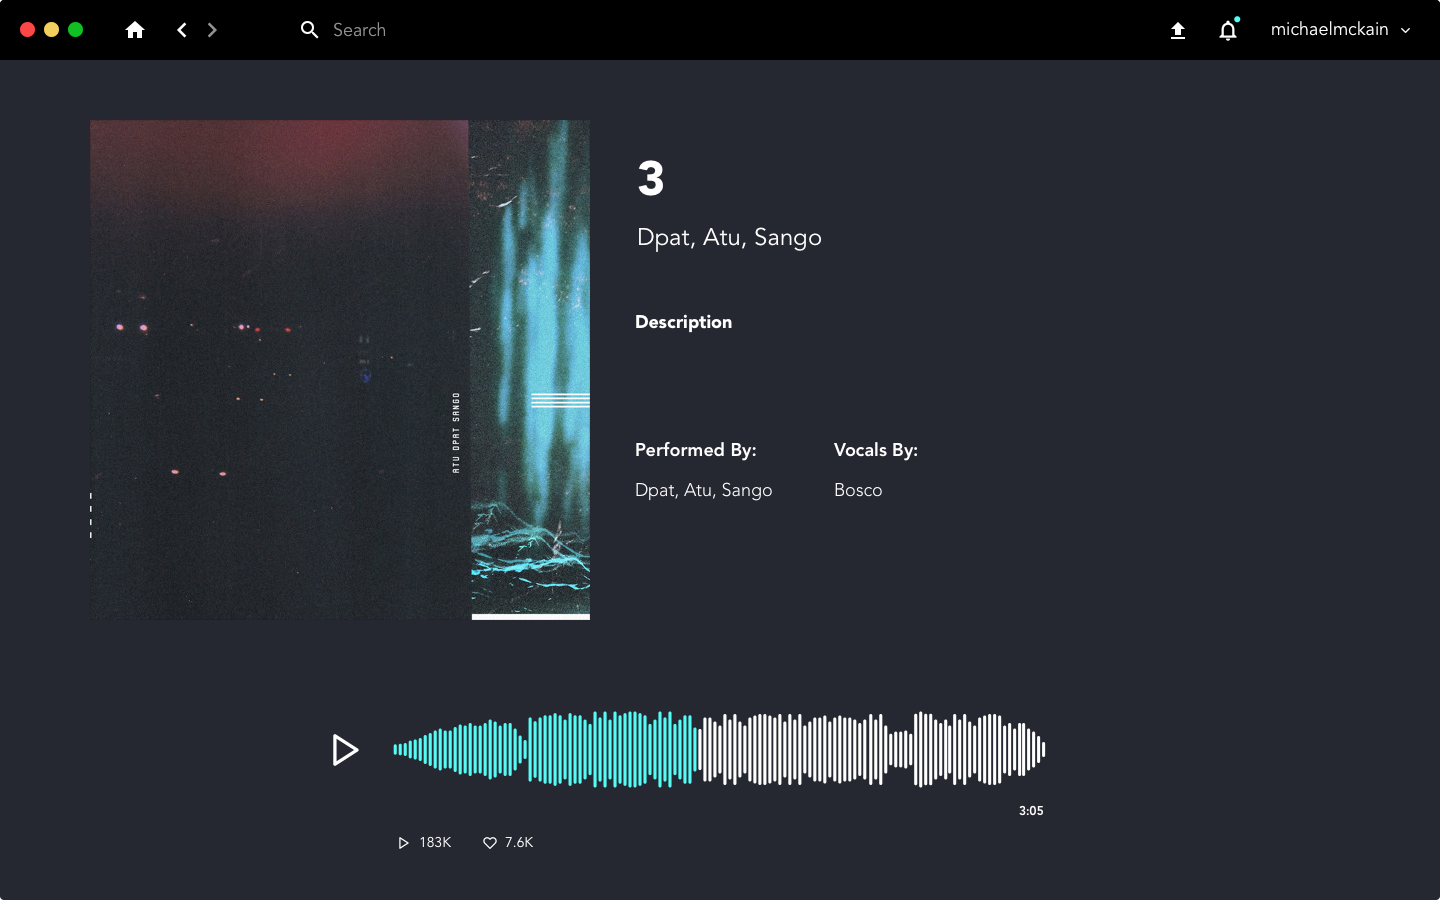 Search
michaelmckain
3
Dpat, Atu, Sango
Description
ATU DPAT SANGO
Performed By:
Vocals By:
Dpat, Atu, Sango
Bosco
3:05
183K
7.6K